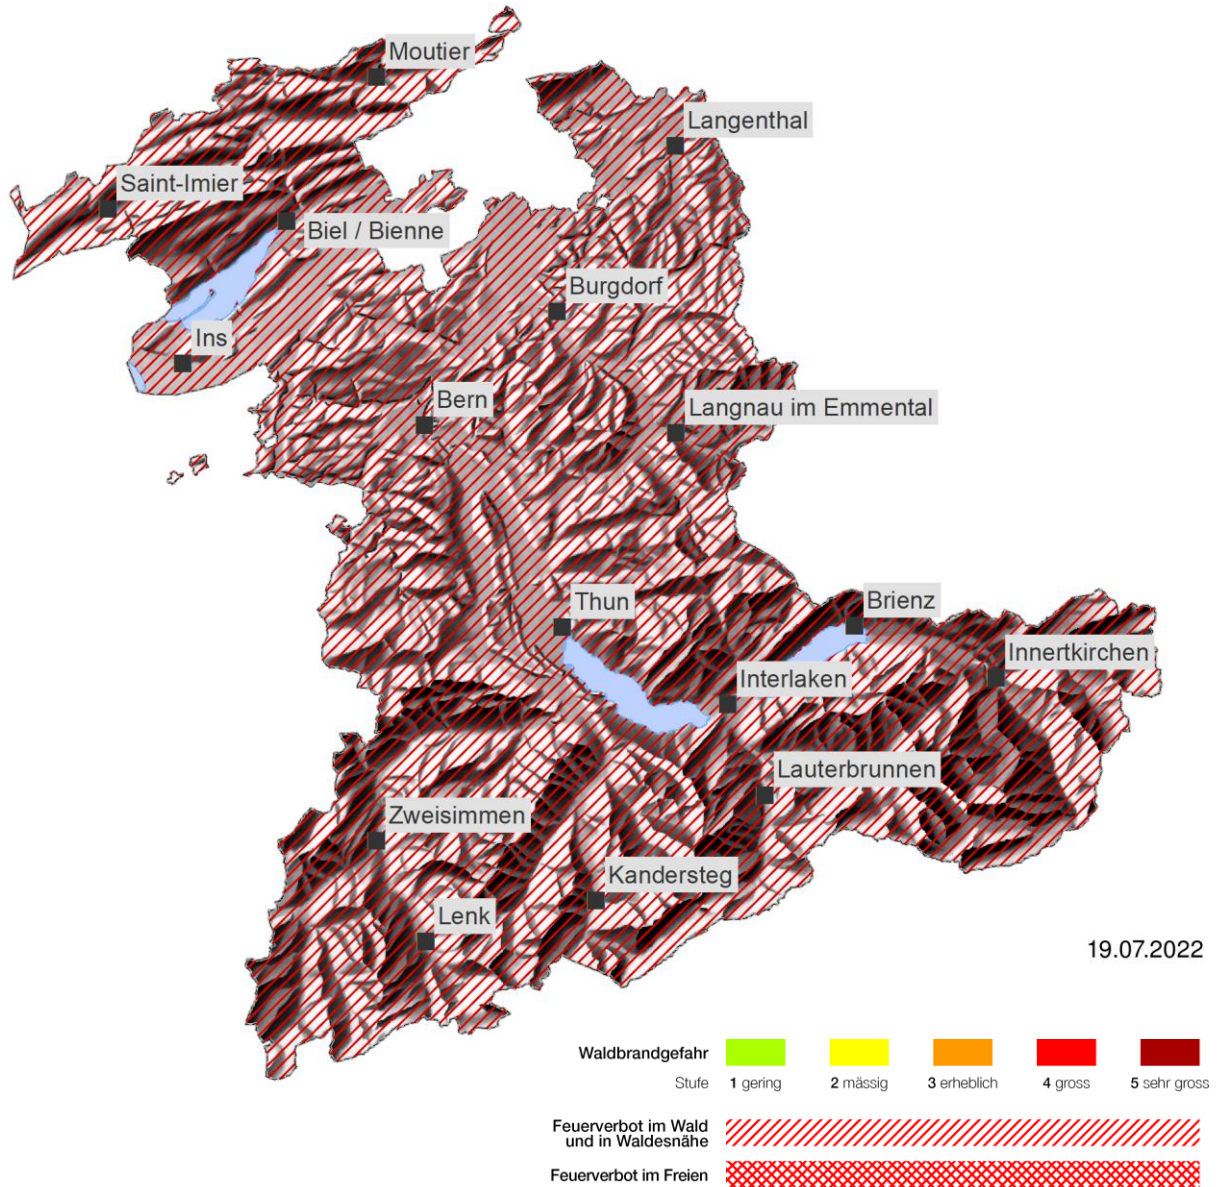 Moutier
Langenthal
Saint-Imier
Biel / Bienne
Burgdorf
Ins
Bern
Langnau im Emmental
Thun
Brienz
Innertkirchen
Interlaken
Lauterbrunnen
Zweisimmen
Kandersteg
Lenk
19.07.2022
Waldbrandgefahr
Stufe 1 gering 2 mässig 3 erheblich 4 gross 5 sehr gross
Feuerverbot im Wald
und in Waldesnähe
Feuerverbot im Freien